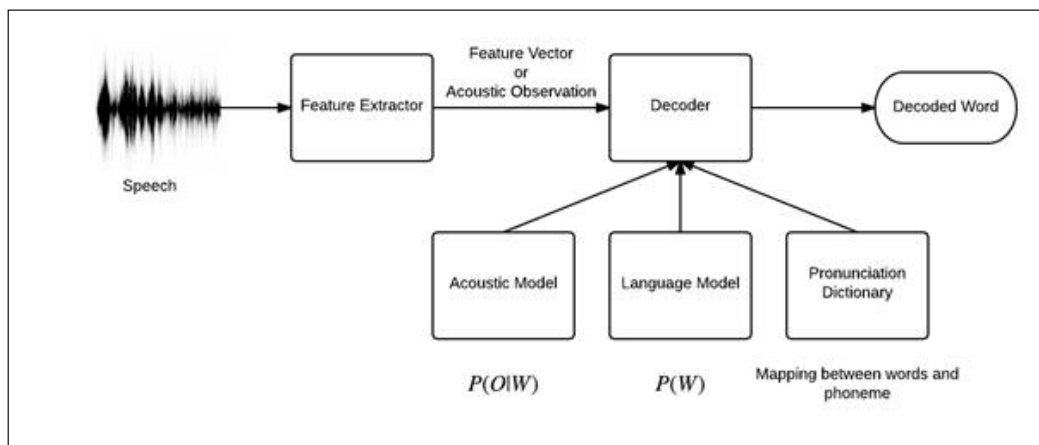 Feature Vector
or
Acoustic Observation
Feature Extractor
Decoder
Decoded Word
Speech
Acoustic Model
Language Model
Pronunciation
Dictionary
P(O|W)
P(W)
Mapping between words and
phoneme